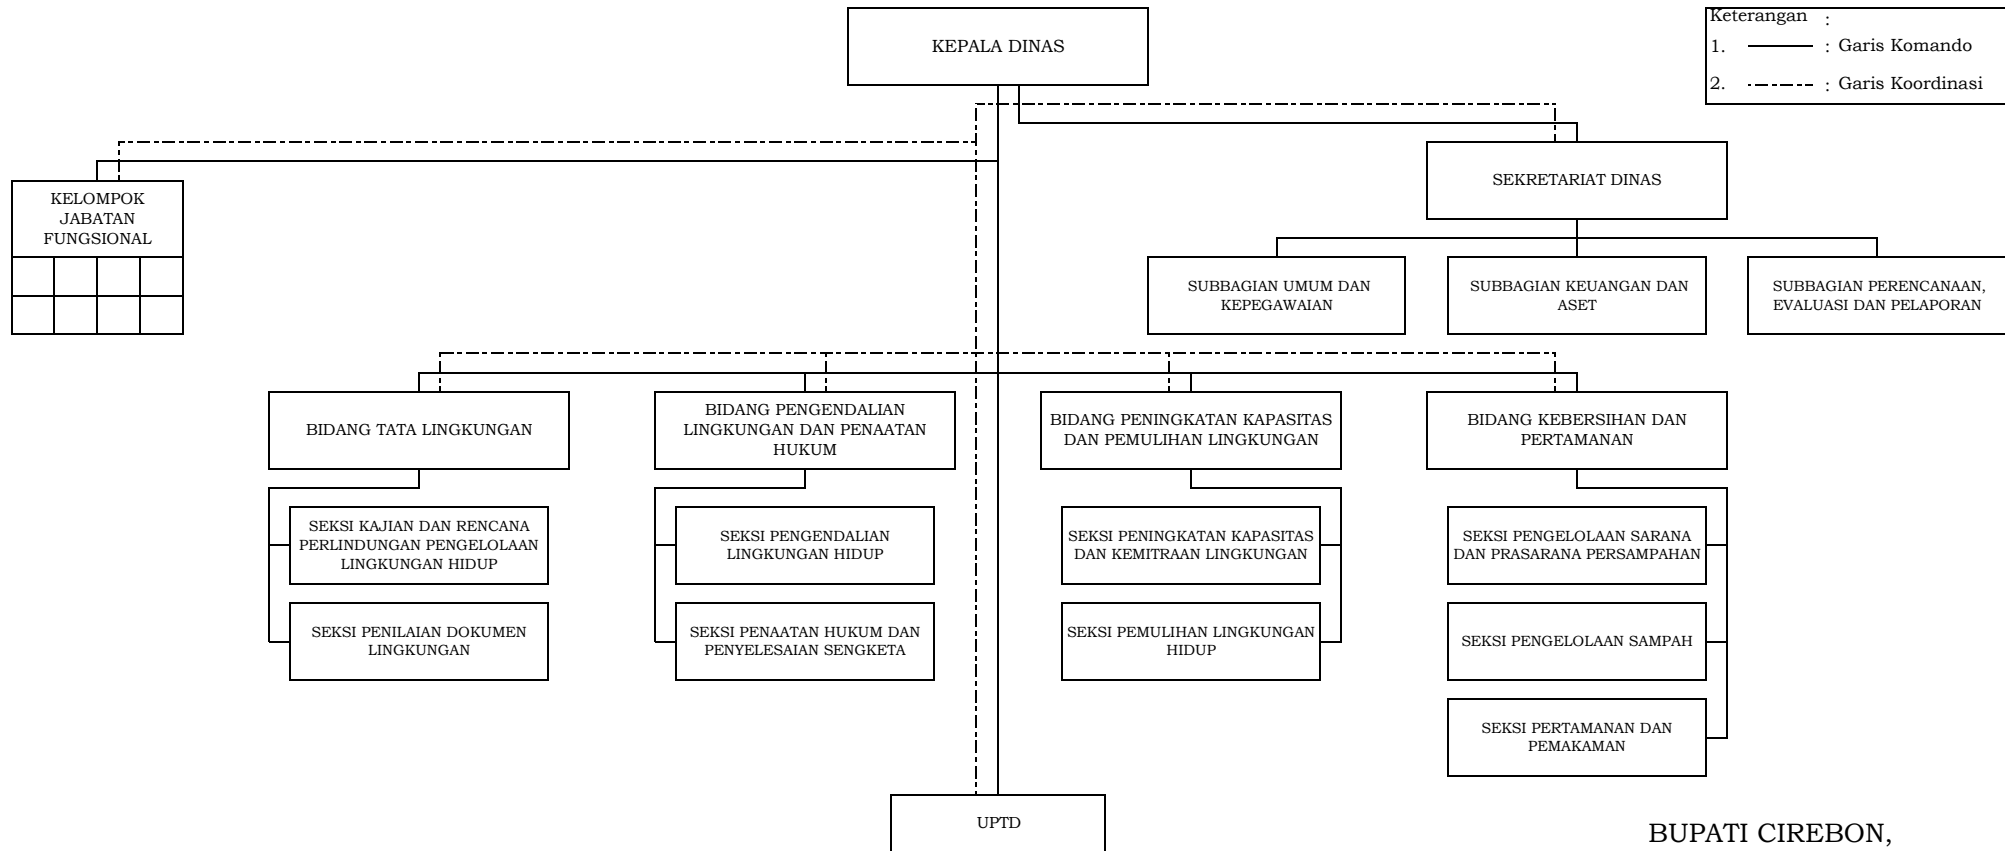 KEPALA DINAS
Keterangan :
1. : Garis Komando
2. : Garis Koordinasi
SEKRETARIAT DINAS
KELOMPOK
JABATAN
FUNGSIONAL
SUBBAGIAN UMUM DAN
KEPEGAWAIAN
SUBBAGIAN KEUANGAN DAN
ASET
SUBBAGIAN PERENCANAAN,
EVALUASI DAN PELAPORAN
BIDANG TATA LINGKUNGAN
BIDANG PENGENDALIAN
LINGKUNGAN DAN PENAATAN
HUKUM
BIDANG PENINGKATAN KAPASITAS
DAN PEMULIHAN LINGKUNGAN
BIDANG KEBERSIHAN DAN
PERTAMANAN
SEKSI KAJIAN DAN RENCANA
PERLINDUNGAN PENGELOLAAN
LINGKUNGAN HIDUP
SEKSI PENGENDALIAN
LINGKUNGAN HIDUP
SEKSI PENINGKATAN KAPASITAS
DAN KEMITRAAN LINGKUNGAN
SEKSI PENGELOLAAN SARANA
DAN PRASARANA PERSAMPAHAN
SEKSI PENILAIAN DOKUMEN
LINGKUNGAN
SEKSI PENAATAN HUKUM DAN
PENYELESAIAN SENGKETA
SEKSI PEMULIHAN LINGKUNGAN
HIDUP
SEKSI PENGELOLAAN SAMPAH
SEKSI PERTAMANAN DAN
PEMAKAMAN
UPTD
BUPATI CIREBON,